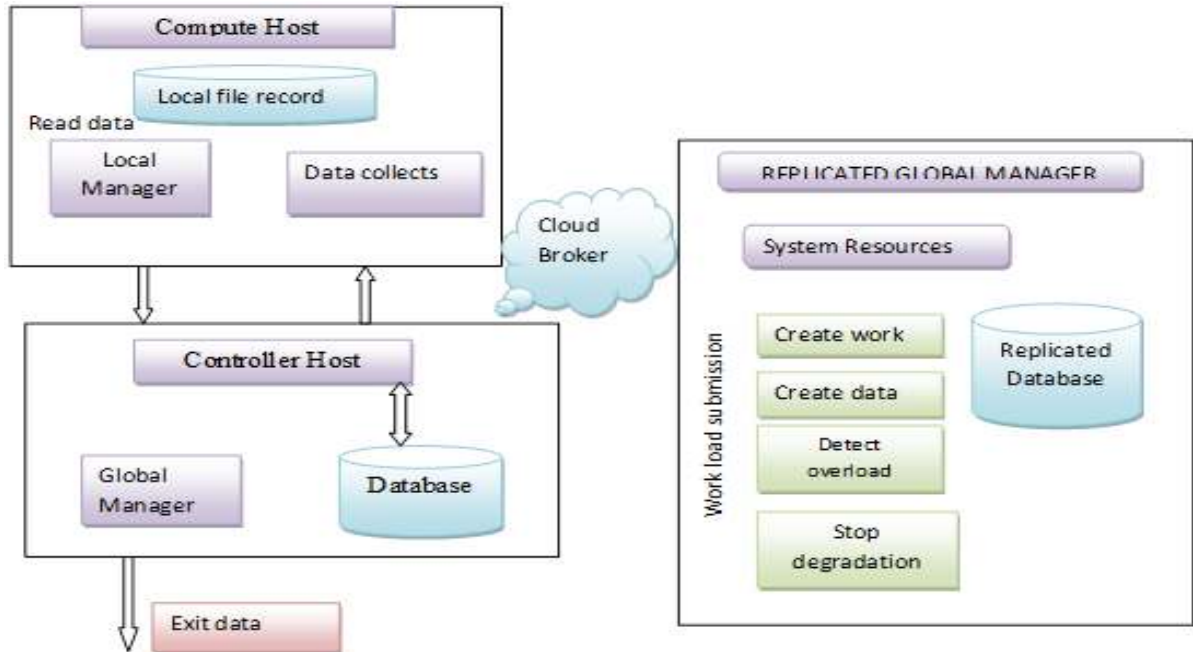 Compute Host
Local file record
Read data
Local
Manager
Data collects
Cloud
Broker
Controller Host
Global
Manager
Database
Exit data
REPLICATED GLOBAL MANAGER
System Resources
Work load submission
Create work
Create data
Detect
overload
Stop
degradation
Replicated
Database